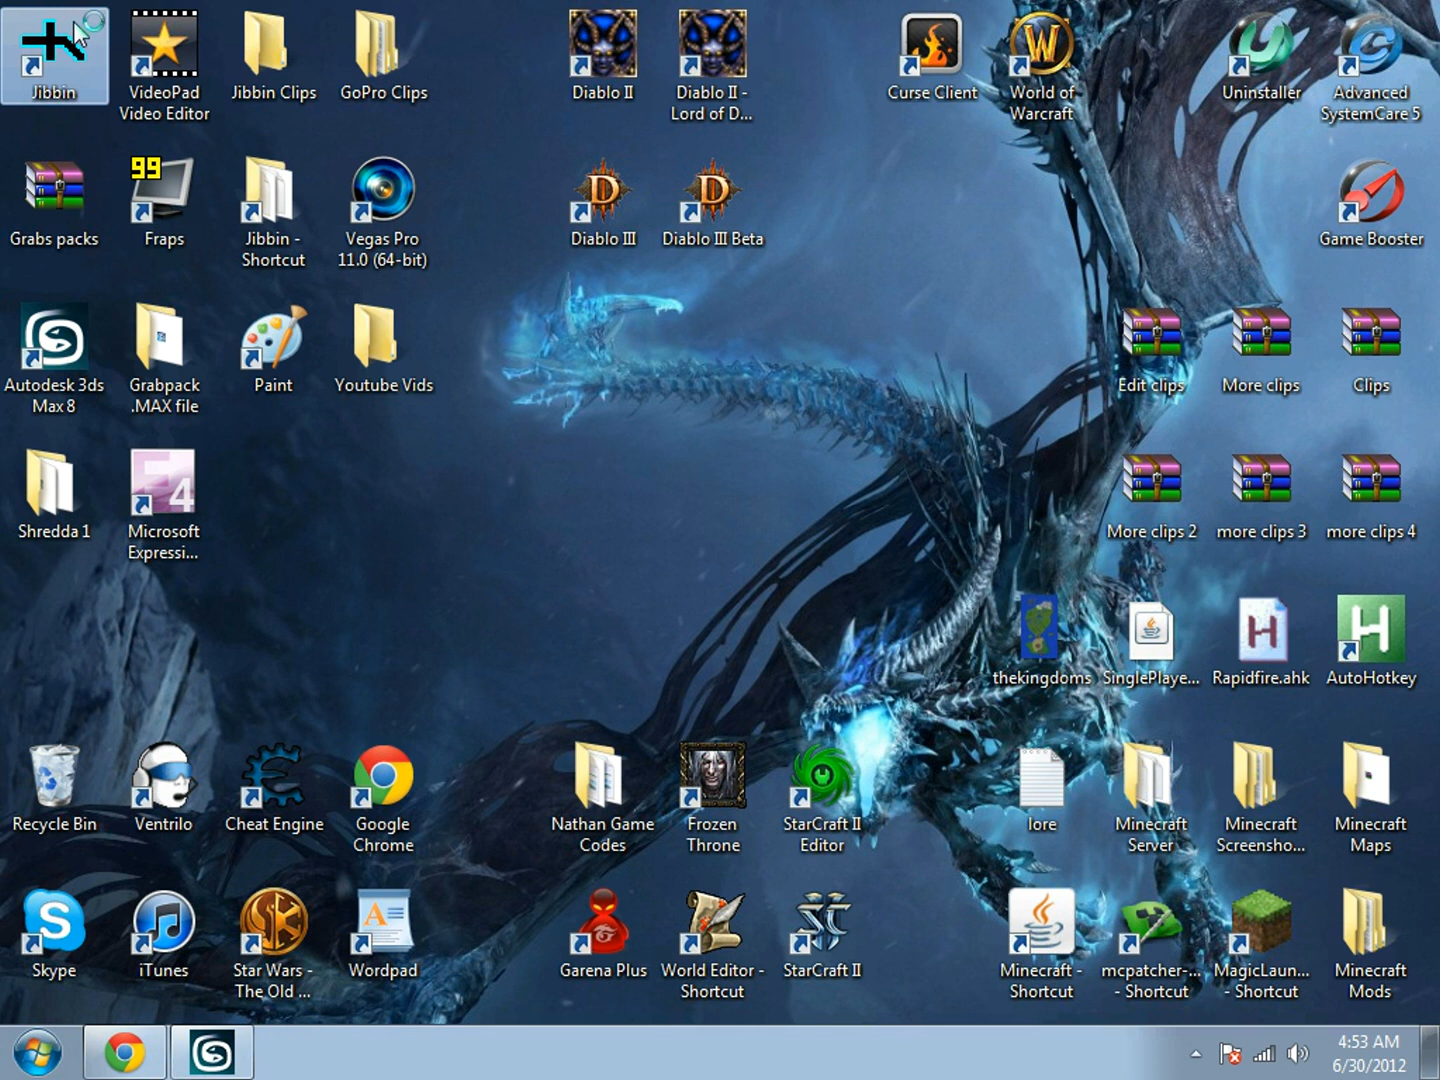 Jibbin
VideoPad
Video Editor
Jibbin Clips
GoPro Clips
Diablo II
Diablo II -
Lord of D...
Curse Client
World of
Warcraft
Uninstaller
Advanced
SystemCare 5
Grabs packs
99
Fraps
Jibbin -
Shortcut
Vegas Pro
11.0 (64-bit)
Diablo III
Diablo III Beta
Game Booster
Autodesk 3ds
Max 8
Grabpack
.MAX file
Paint
Youtube Vids
Edit clips
More clips
Clips
Shredda 1
4
Microsoft
Expressi...
More clips 2
more clips 3
more clips 4
thekingdoms
SinglePlaye...
Rapidfire.ahk
AutoHotkey
Recycle Bin
Ventrilo
Cheat Engine
Google
Chrome
Nathan Game
Codes
Frozen
Throne
StarCraft II
Editor
lore
Minecraft
Server
Minecraft
Screensho...
Minecraft
Maps
Skype
iTunes
Star Wars -
The Old ...
Wordpad
Garena Plus
World Editor -
Shortcut
StarCraft II
Minecraft -
Shortcut
mcpatcher-...
- Shortcut
MagicLaun...
- Shortcut
Minecraft
Mods
4:53 AM
6/30/2012